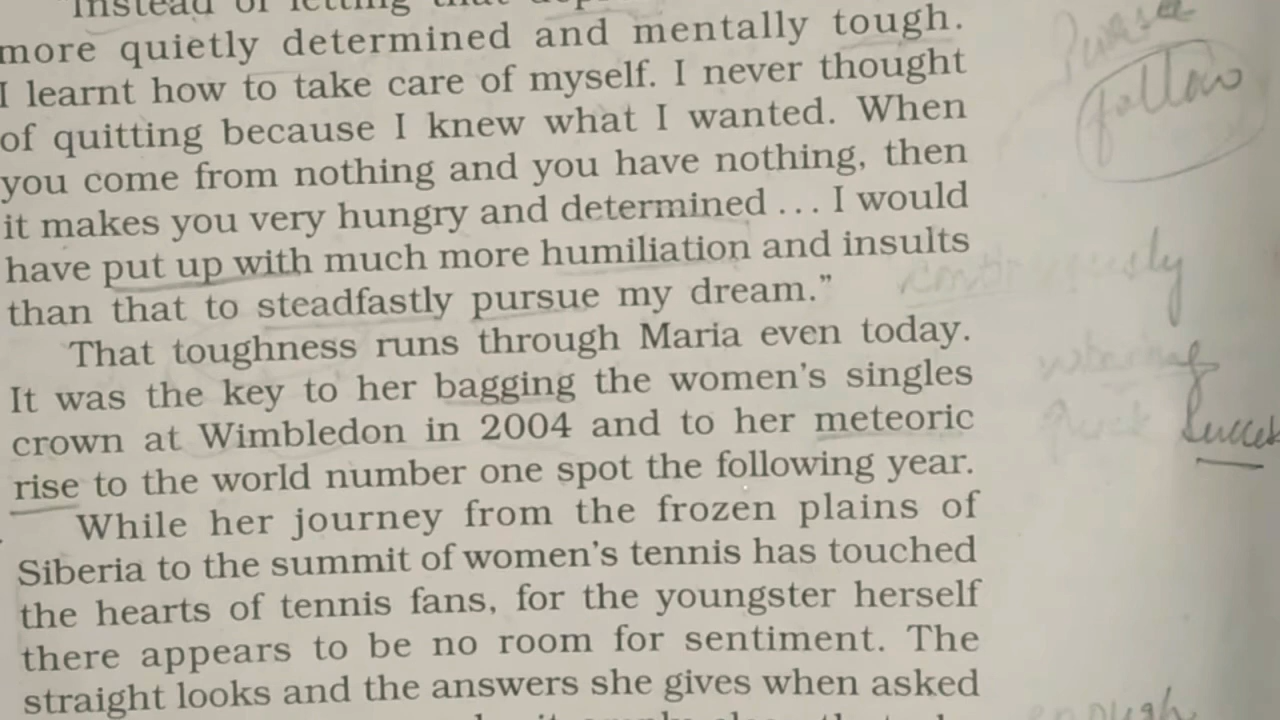 "Instead of letting that
more quietly determined and mentally tough.
I learnt how to take care of myself. I never thought
of quitting because I knew what I wanted. When
you come from nothing and you have nothing, then
it makes you very hungry and determined ... I would
have put up with much more humiliation and insults
than that to steadfastly pursue my dream."
That toughness runs through Maria even today.
It was the key to her bagging the women's singles
crown at Wimbledon in 2004 and to her meteoric
rise to the world number one spot the following year.
While her journey from the frozen plains of
Siberia to the summit of women's tennis has touched
the hearts of tennis fans, for the youngster herself
there appears to be no room for sentiment. The
straight looks and the answers she gives when asked
follow
enough